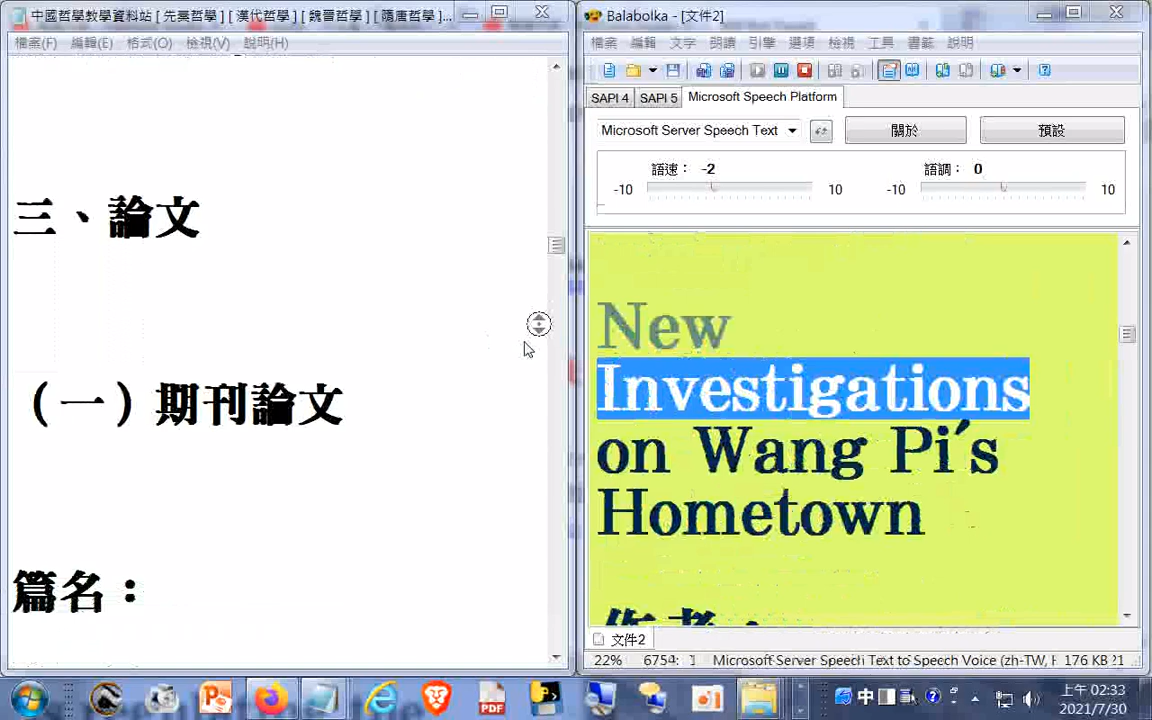 中國哲學教學資料站 [ 先秦哲學 ] [ 漢代哲學 ] [ 魏晉哲學 ] [ 隋唐哲學 ]...
檔案(F) 編輯(E) 格式(O) 檢視(V) 說明(H)
三、論文
（一）期刊論文
篇名：
Balabolka - [文件2]
檔案 編輯 文字 朗讀 引擎 選項 檢視 工具 書籤 說明
SAPI 4 SAPI 5 Microsoft Speech Platform
Microsoft Server Speech Text 關於 預設
語速： -2 語調： 0
-10 10 -10 10
New
Investigations
on Wang Pi's
Hometown
作者：
文件2
22% 6754: 1 Microsoft Server Speech Text to Speech Voice (zh-TW, 176 KB
PDF 中 上午 02:33
2021/7/30